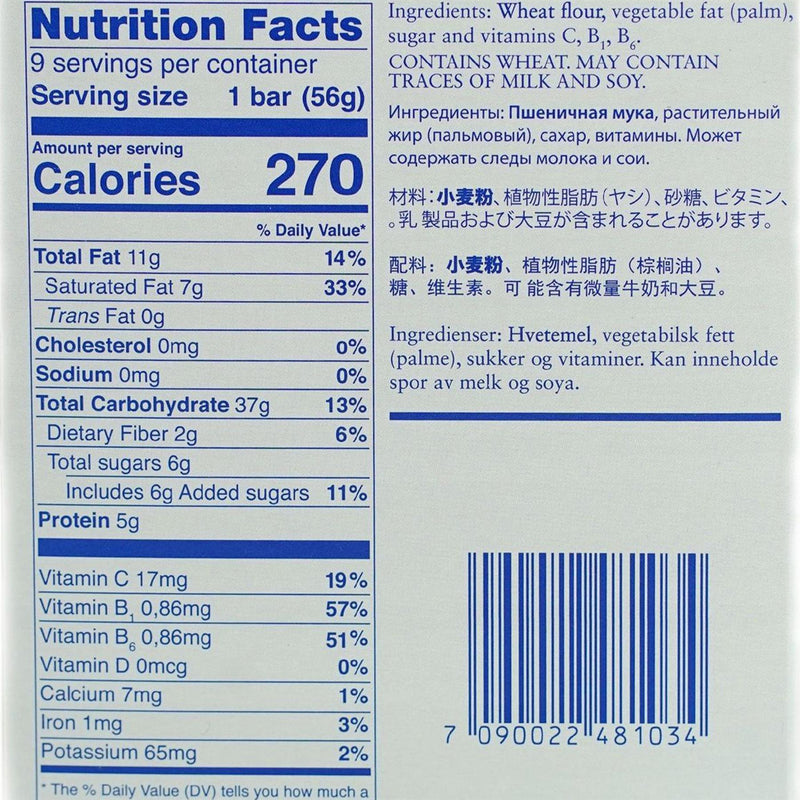 Nutrition Facts
9 servings per container
Serving size 1 bar (56g)
Amount per serving
Calories 270
% Daily Value*
Total Fat 11g 14%
Saturated Fat 7g 33%
Trans Fat 0g
Cholesterol 0mg 0%
Sodium 0mg 0%
Total Carbohydrate 37g 13%
Dietary Fiber 2g 6%
Total sugars 6g
Includes 6g Added sugars 11%
Protein 5g
Vitamin C 17mg 19%
Vitamin B₁ 0,86mg 57%
Vitamin B₆ 0,86mg 51%
Vitamin D 0mcg 0%
Calcium 7mg 1%
Iron 1mg 3%
Potassium 65mg 2%
* The % Daily Value (DV) tells you how much a
Ingredients: Wheat flour, vegetable fat (palm),
sugar and vitamins C, B₁, B₆.
CONTAINS WHEAT. MAY CONTAIN
TRACES OF MILK AND SOY.
Ингредиенты: Пшеничная мука, растительный
жир (пальмовый), сахар, витамины. Может
содержать следы молока и сои.
材料：小麦粉、植物性脂肪（ヤシ）、砂糖、ビタミン、
。乳 製品および大豆が含まれることがあります。
配料：小麦粉、植物性脂肪（棕榈油）、
糖、维生素。可 能含有微量牛奶和大豆。
Ingredienser: Hvetemel, vegetabilsk fett
(palme), sukker og vitaminer. Kan inneholde
spor av melk og soya.
7 090022 481034